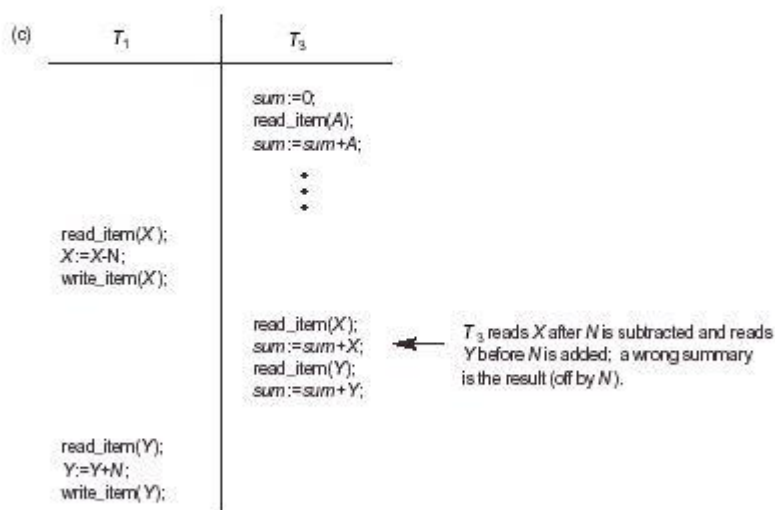 (c)
T1
T3
sum:=0;
read_item(A);
sum:=sum+A;
read_item(X);
X:=X-N;
write_item(X);
read_item(X);
sum:=sum+X;
read_item(Y);
sum:=sum+Y;
T3 reads X after N is subtracted and reads
Y before N is added; a wrong summary
is the result (off by N).
read_item(Y);
Y:=Y+N;
write_item(Y);